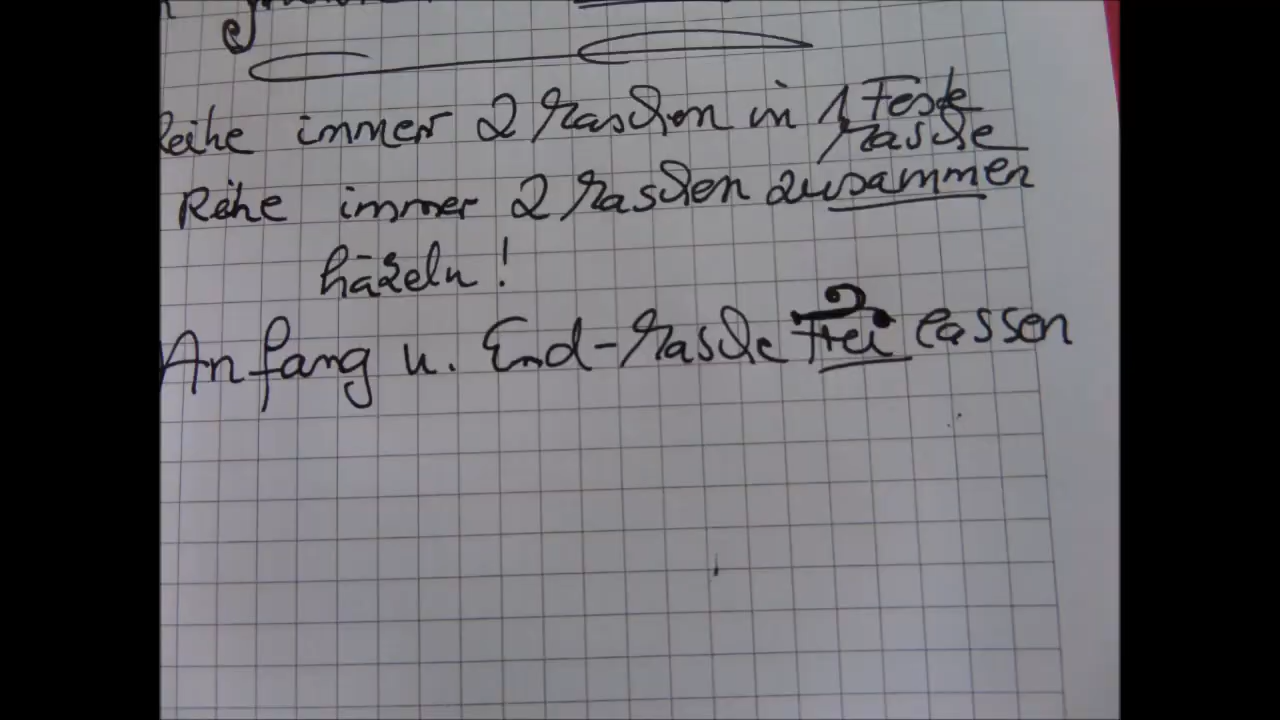 Reihe immer 2 Maschen in 1 Feste Masche
Reihe immer 2 Maschen zusammen
häkeln!
Anfang u. End-Masche frei lassen